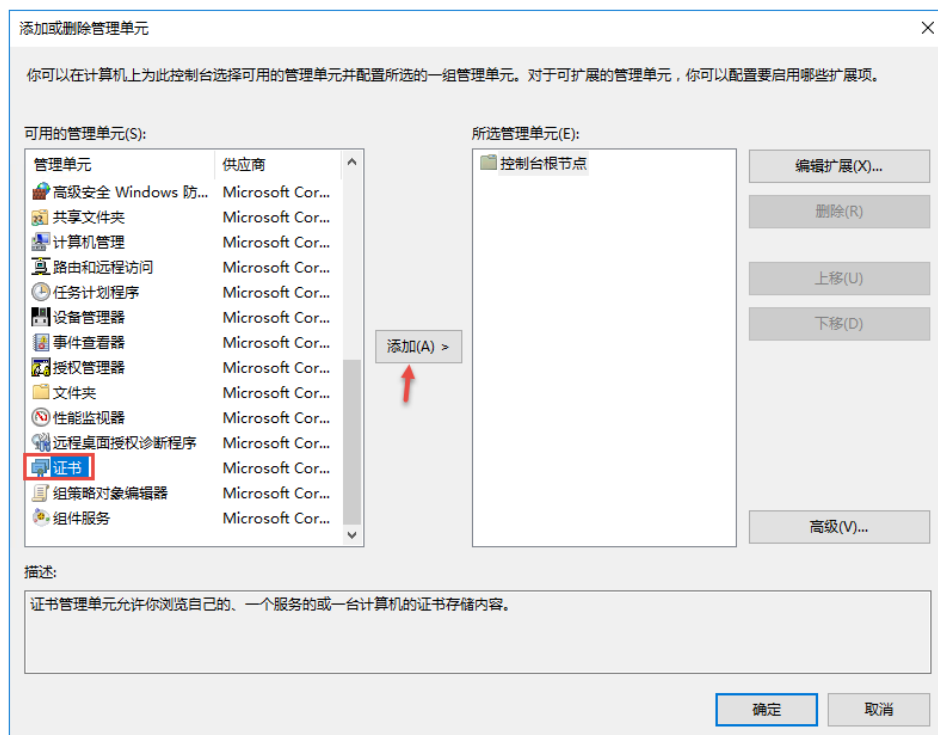 添加或删除管理单元
你可以在计算机上为此控制台选择可用的管理单元并配置所选的一组管理单元。对于可扩展的管理单元，你可以配置要启用哪些扩展项。
可用的管理单元(S):
所选管理单元(E):
管理单元 供应商
高级安全 Windows 防... Microsoft Cor...
共享文件夹 Microsoft Cor...
计算机管理 Microsoft Cor...
路由和远程访问 Microsoft Cor...
任务计划程序 Microsoft Cor...
设备管理器 Microsoft Cor...
事件查看器 Microsoft Cor...
授权管理器 Microsoft Cor...
文件夹 Microsoft Cor...
性能监视器 Microsoft Cor...
远程桌面授权诊断程序 Microsoft Cor...
证书 Microsoft Cor...
组策略对象编辑器 Microsoft Cor...
组件服务 Microsoft Cor...
添加(A) >
控制台根节点
编辑扩展(X)...
删除(R)
上移(U)
下移(D)
高级(V)...
描述:
证书管理单元允许你浏览自己的、一个服务的或一台计算机的证书存储内容。
确定 取消